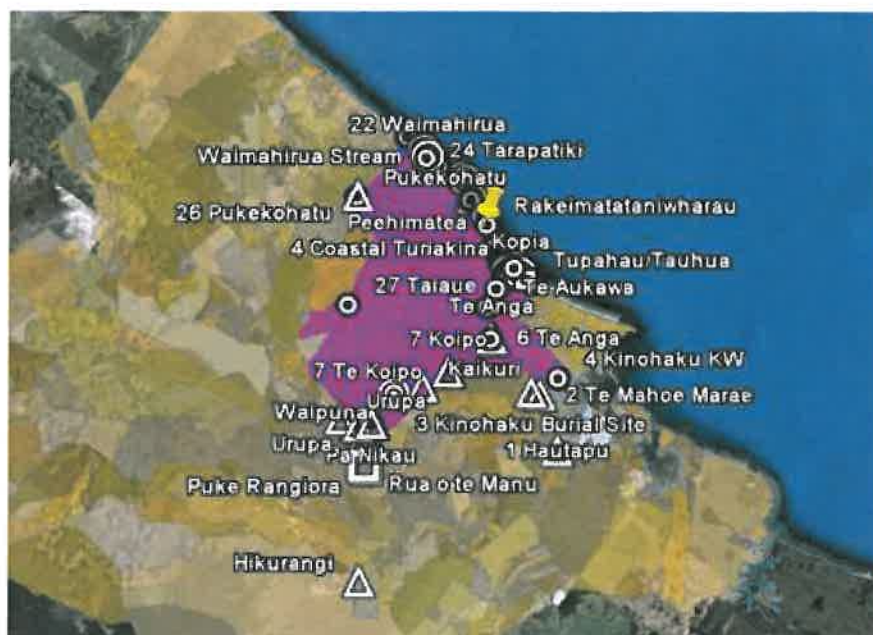 22 Waimahirua
Waimahirua Stream
24 Tarapatiki
Pukekohatu
26 Pukekohatu
Rakeimatataniwharau
Peehimatea
4 Coastal Turiakina
Kopia
Tupahau/Tauhua
27 Taiaue
Te Aukawa
Te Anga
7 Koipo
6 Te Anga
4 Kinohaku KW
7 Te Koipo
Kaikuri
2 Te Mahoe Marae
Urupa
Waipuna
3 Kinohaku Burial Site
Urupa
1 Hautapu
Pa Nikau
Puke Rangiora
Rua o te Manu
Hikurangi